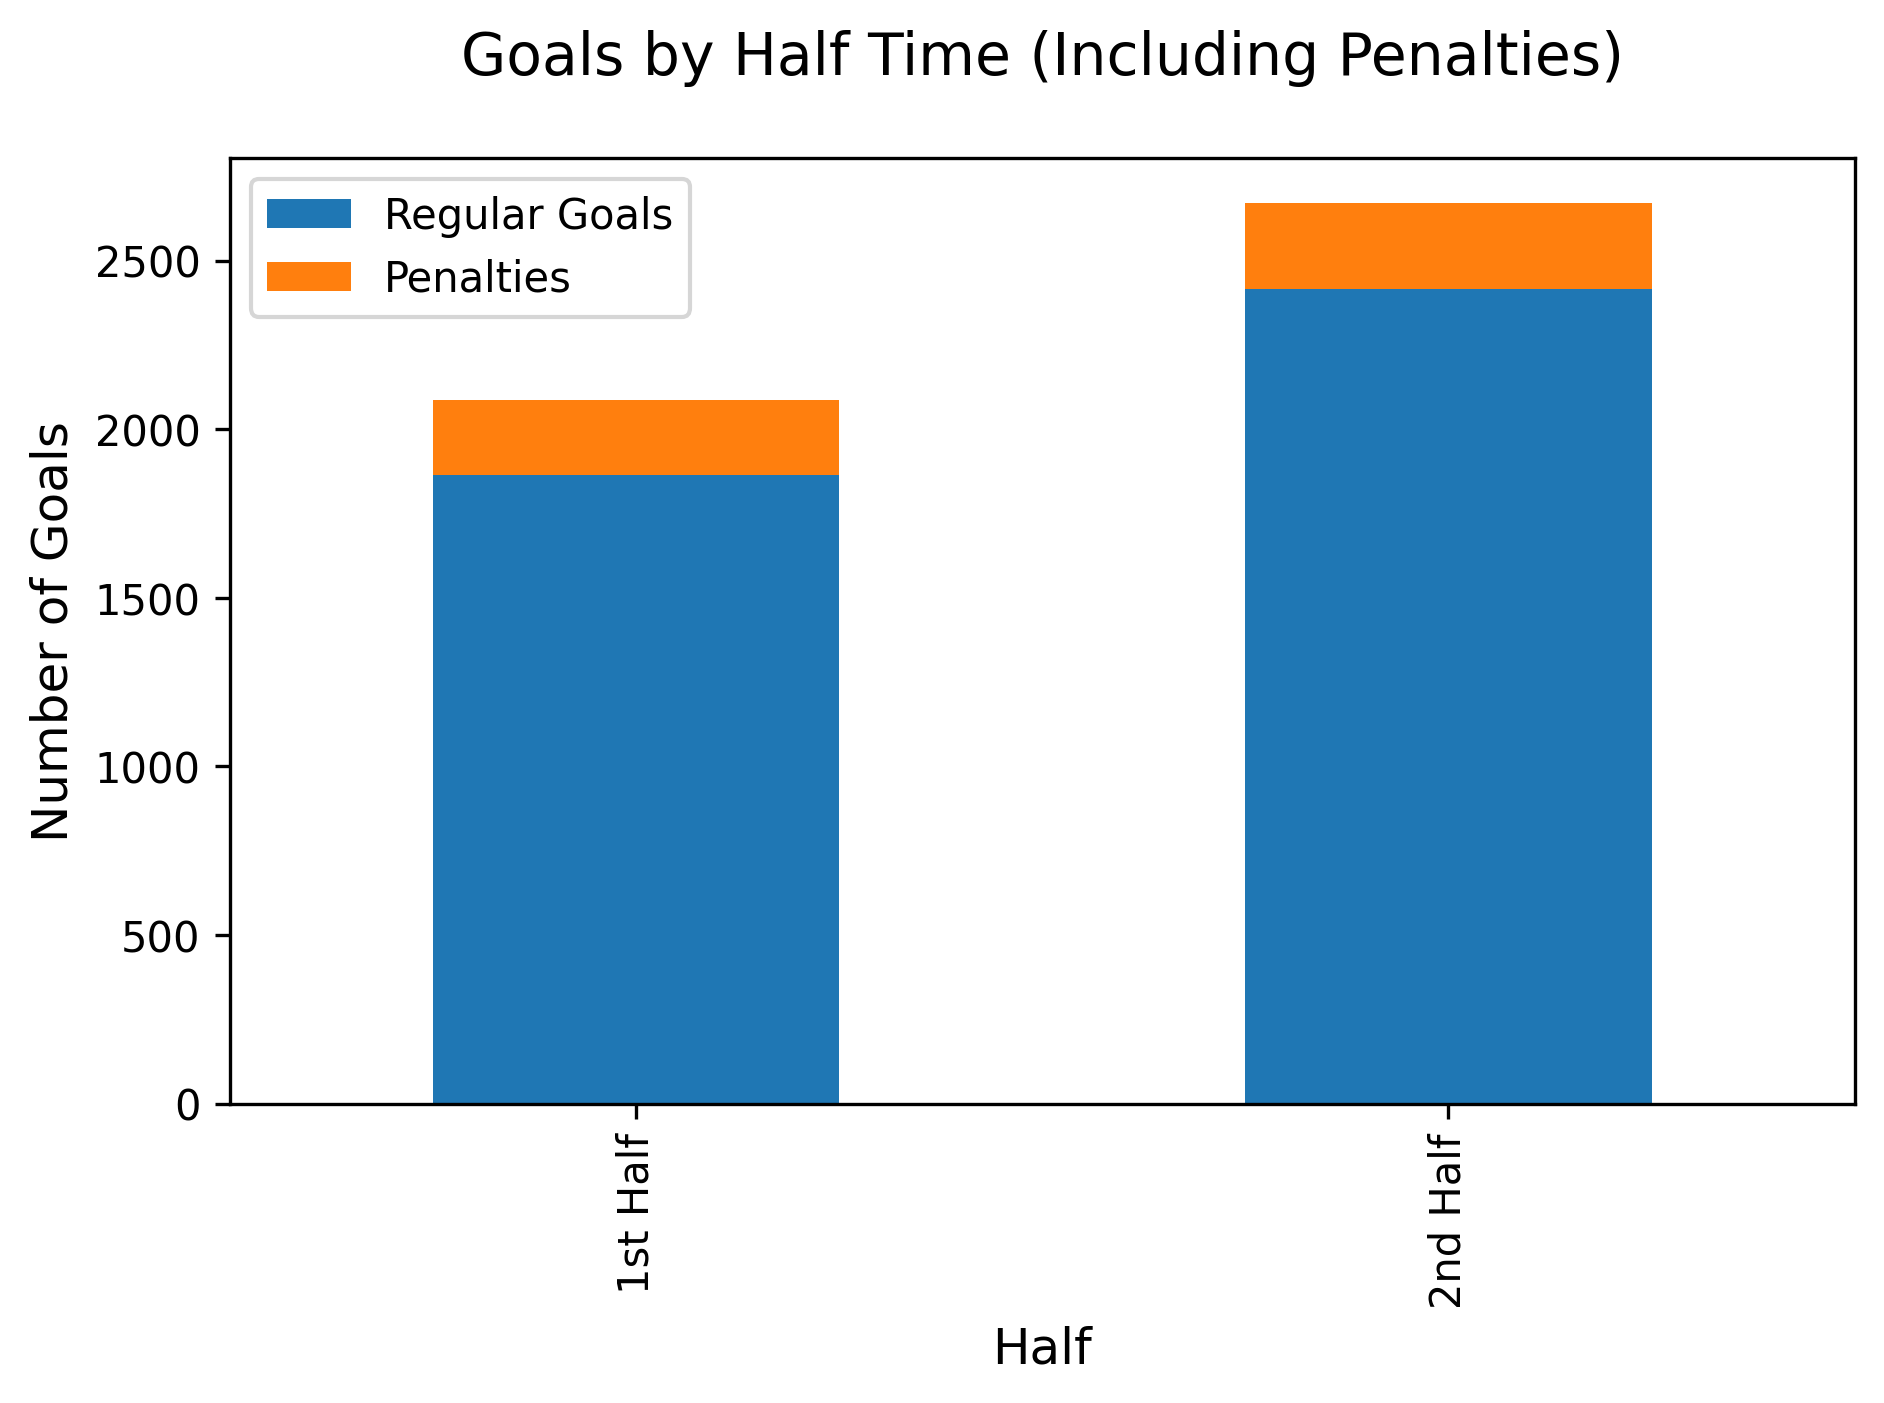 Goals by Half Time (Including Penalties)
Regular Goals
Penalties
Number of Goals
2500
2000
1500
1000
500
0
1st Half
2nd Half
Half